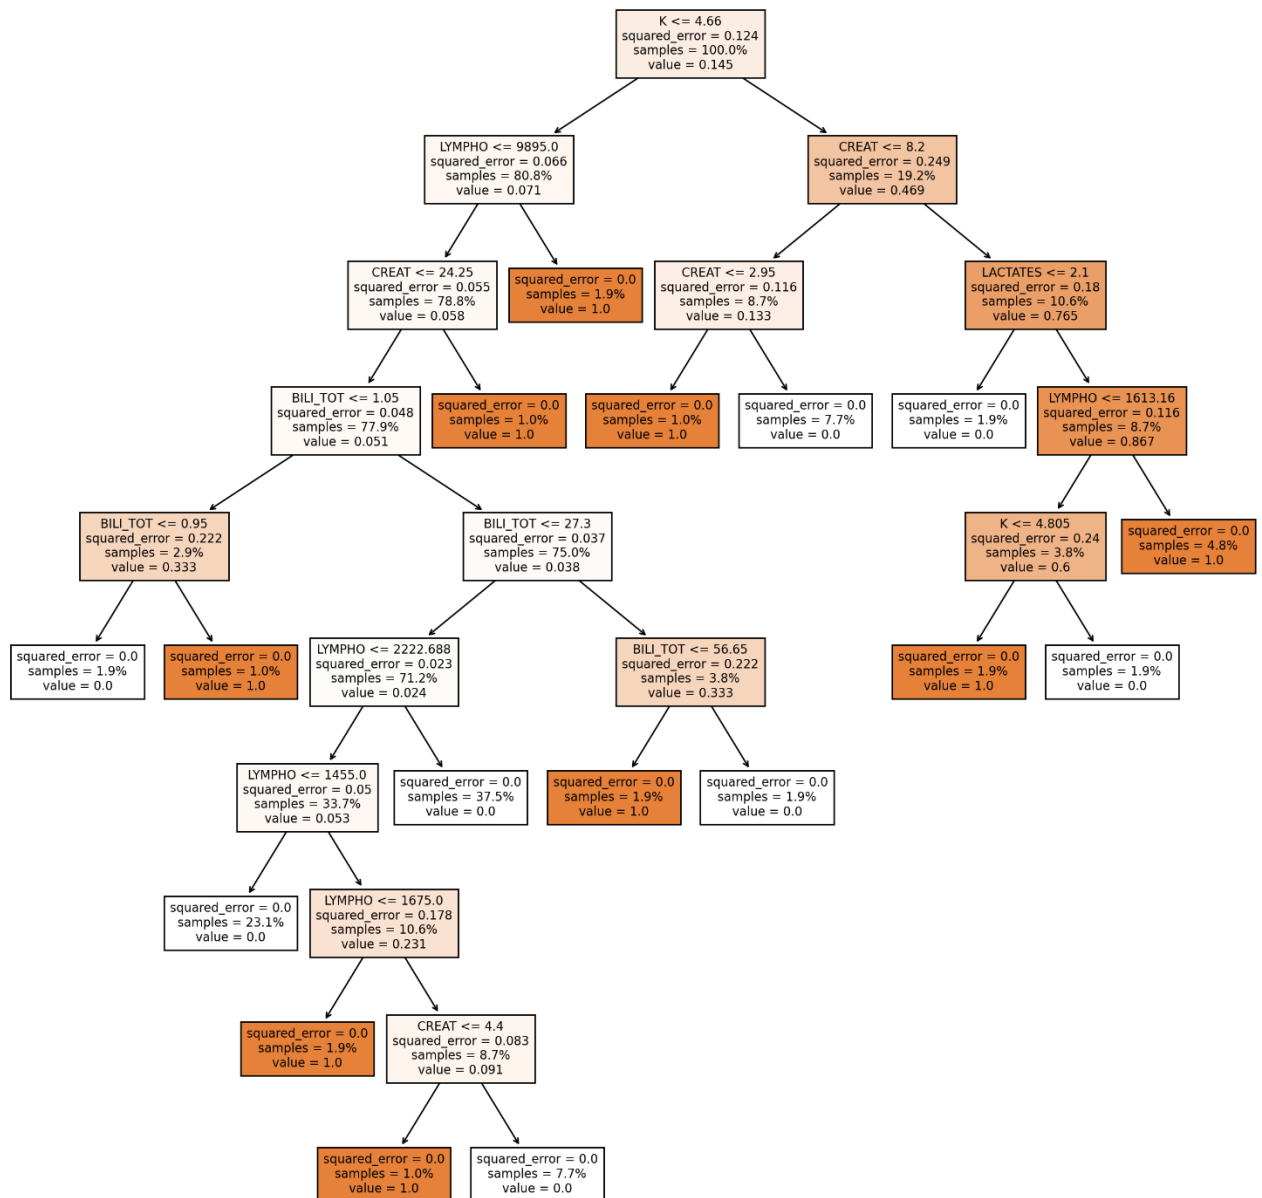 K <= 4.66
squared_error = 0.124
samples = 100.0%
value = 0.145
LYMPHO <= 9895.0
squared_error = 0.066
samples = 80.8%
value = 0.071
CREAT <= 8.2
squared_error = 0.249
samples = 19.2%
value = 0.469
CREAT <= 24.25
squared_error = 0.055
samples = 78.8%
value = 0.058
squared_error = 0.0
samples = 1.9%
value = 1.0
CREAT <= 2.95
squared_error = 0.116
samples = 8.7%
value = 0.133
LACTATES <= 2.1
squared_error = 0.18
samples = 10.6%
value = 0.765
BILI_TOT <= 1.05
squared_error = 0.048
samples = 77.9%
value = 0.051
squared_error = 0.0
samples = 1.0%
value = 1.0
squared_error = 0.0
samples = 1.0%
value = 1.0
squared_error = 0.0
samples = 7.7%
value = 0.0
squared_error = 0.0
samples = 1.9%
value = 0.0
LYMPHO <= 1613.16
squared_error = 0.116
samples = 8.7%
value = 0.867
BILI_TOT <= 0.95
squared_error = 0.222
samples = 2.9%
value = 0.333
BILI_TOT <= 27.3
squared_error = 0.037
samples = 75.0%
value = 0.038
K <= 4.805
squared_error = 0.24
samples = 3.8%
value = 0.6
squared_error = 0.0
samples = 4.8%
value = 1.0
squared_error = 0.0
samples = 1.9%
value = 0.0
squared_error = 0.0
samples = 1.0%
value = 1.0
LYMPHO <= 2222.688
squared_error = 0.023
samples = 71.2%
value = 0.024
BILI_TOT <= 56.65
squared_error = 0.222
samples = 3.8%
value = 0.333
squared_error = 0.0
samples = 1.9%
value = 1.0
squared_error = 0.0
samples = 1.9%
value = 0.0
LYMPHO <= 1455.0
squared_error = 0.05
samples = 33.7%
value = 0.053
squared_error = 0.0
samples = 37.5%
value = 0.0
squared_error = 0.0
samples = 1.9%
value = 1.0
squared_error = 0.0
samples = 1.9%
value = 0.0
squared_error = 0.0
samples = 23.1%
value = 0.0
LYMPHO <= 1675.0
squared_error = 0.178
samples = 10.6%
value = 0.231
squared_error = 0.0
samples = 1.9%
value = 1.0
CREAT <= 4.4
squared_error = 0.083
samples = 8.7%
value = 0.091
squared_error = 0.0
samples = 1.0%
value = 1.0
squared_error = 0.0
samples = 7.7%
value = 0.0